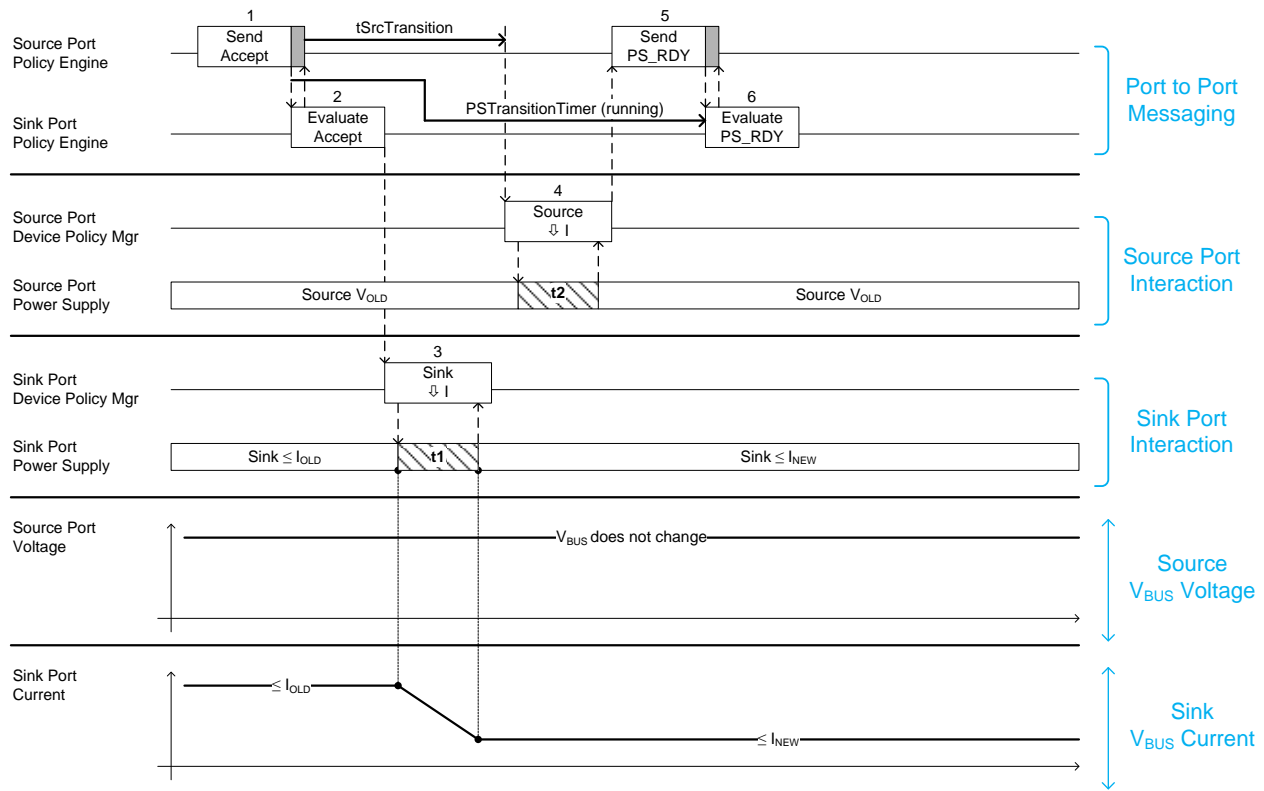 1
Send
Accept
tSrcTransition
5
Send
PS_RDY
Source Port
Policy Engine
2
Evaluate
Accept
PSTransitionTimer (running)
6
Evaluate
PS_RDY
Sink Port
Policy Engine
Port to Port
Messaging
4
Source
⇩ I
Source Port
Device Policy Mgr
Source Port
Power Supply
Source VOLD
t2
Source VOLD
Source Port
Interaction
3
Sink
⇩ I
Sink Port
Device Policy Mgr
Sink Port
Power Supply
Sink ≤ IOLD
t1
Sink ≤ INEW
Sink Port
Interaction
Source Port
Voltage
VBUS does not change
Source
VBUS Voltage
Sink Port
Current
≤ IOLD
≤ INEW
Sink
VBUS Current